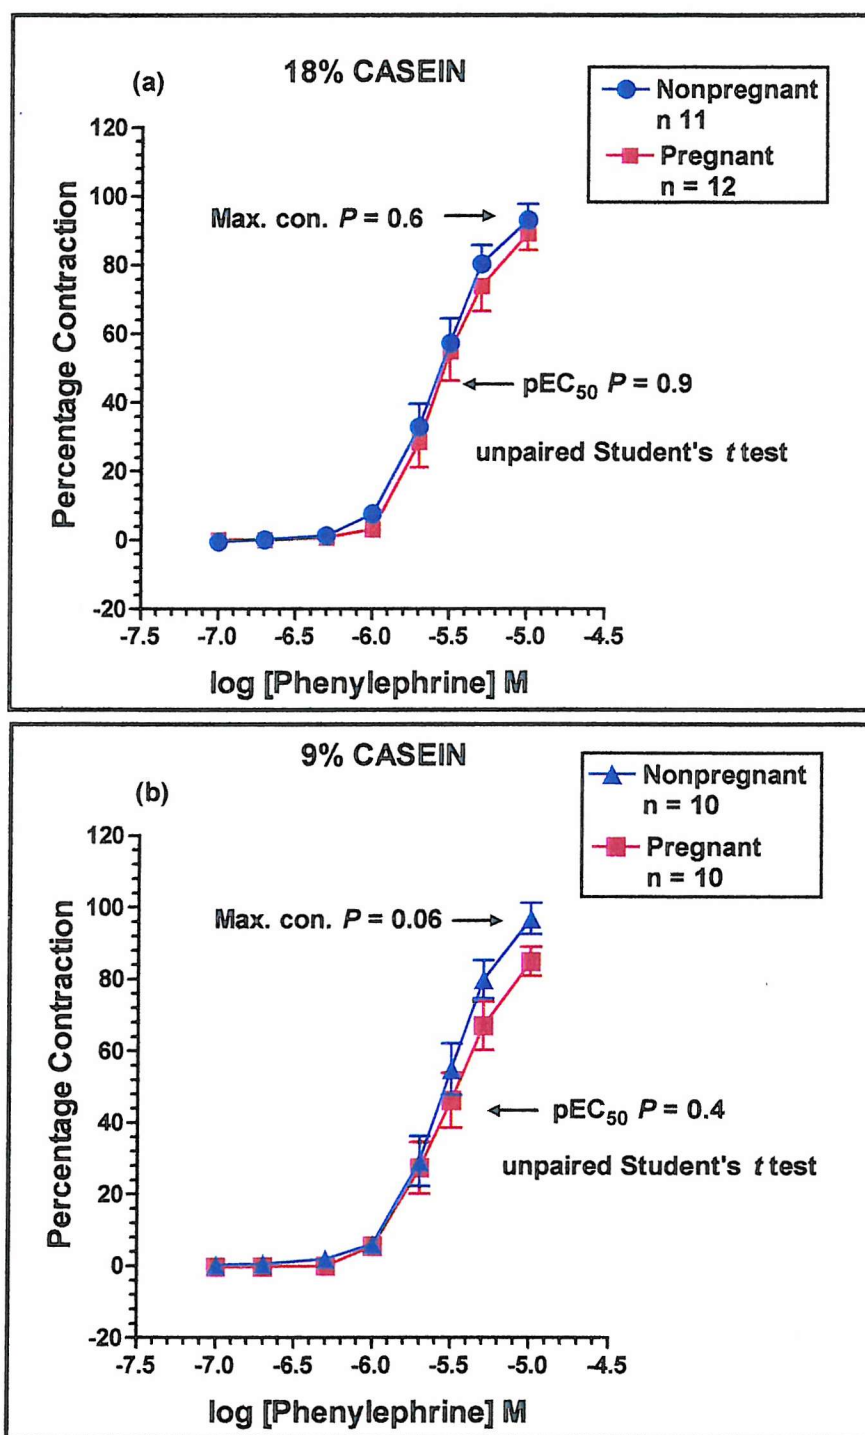 (a)
18% CASEIN
Nonpregnant
n 11
Pregnant
n = 12
120
100
80
60
40
20
0
-20
Percentage Contraction
Max. con. P = 0.6
pEC50 P = 0.9
unpaired Student's t test
-7.5 -7.0 -6.5 -6.0 -5.5 -5.0 -4.5
log [Phenylephrine] M
9% CASEIN
(b)
Nonpregnant
n = 10
Pregnant
n = 10
120
100
80
60
40
20
0
-20
Percentage Contraction
Max. con. P = 0.06
pEC50 P = 0.4
unpaired Student's t test
-7.5 -7.0 -6.5 -6.0 -5.5 -5.0 -4.5
log [Phenylephrine] M